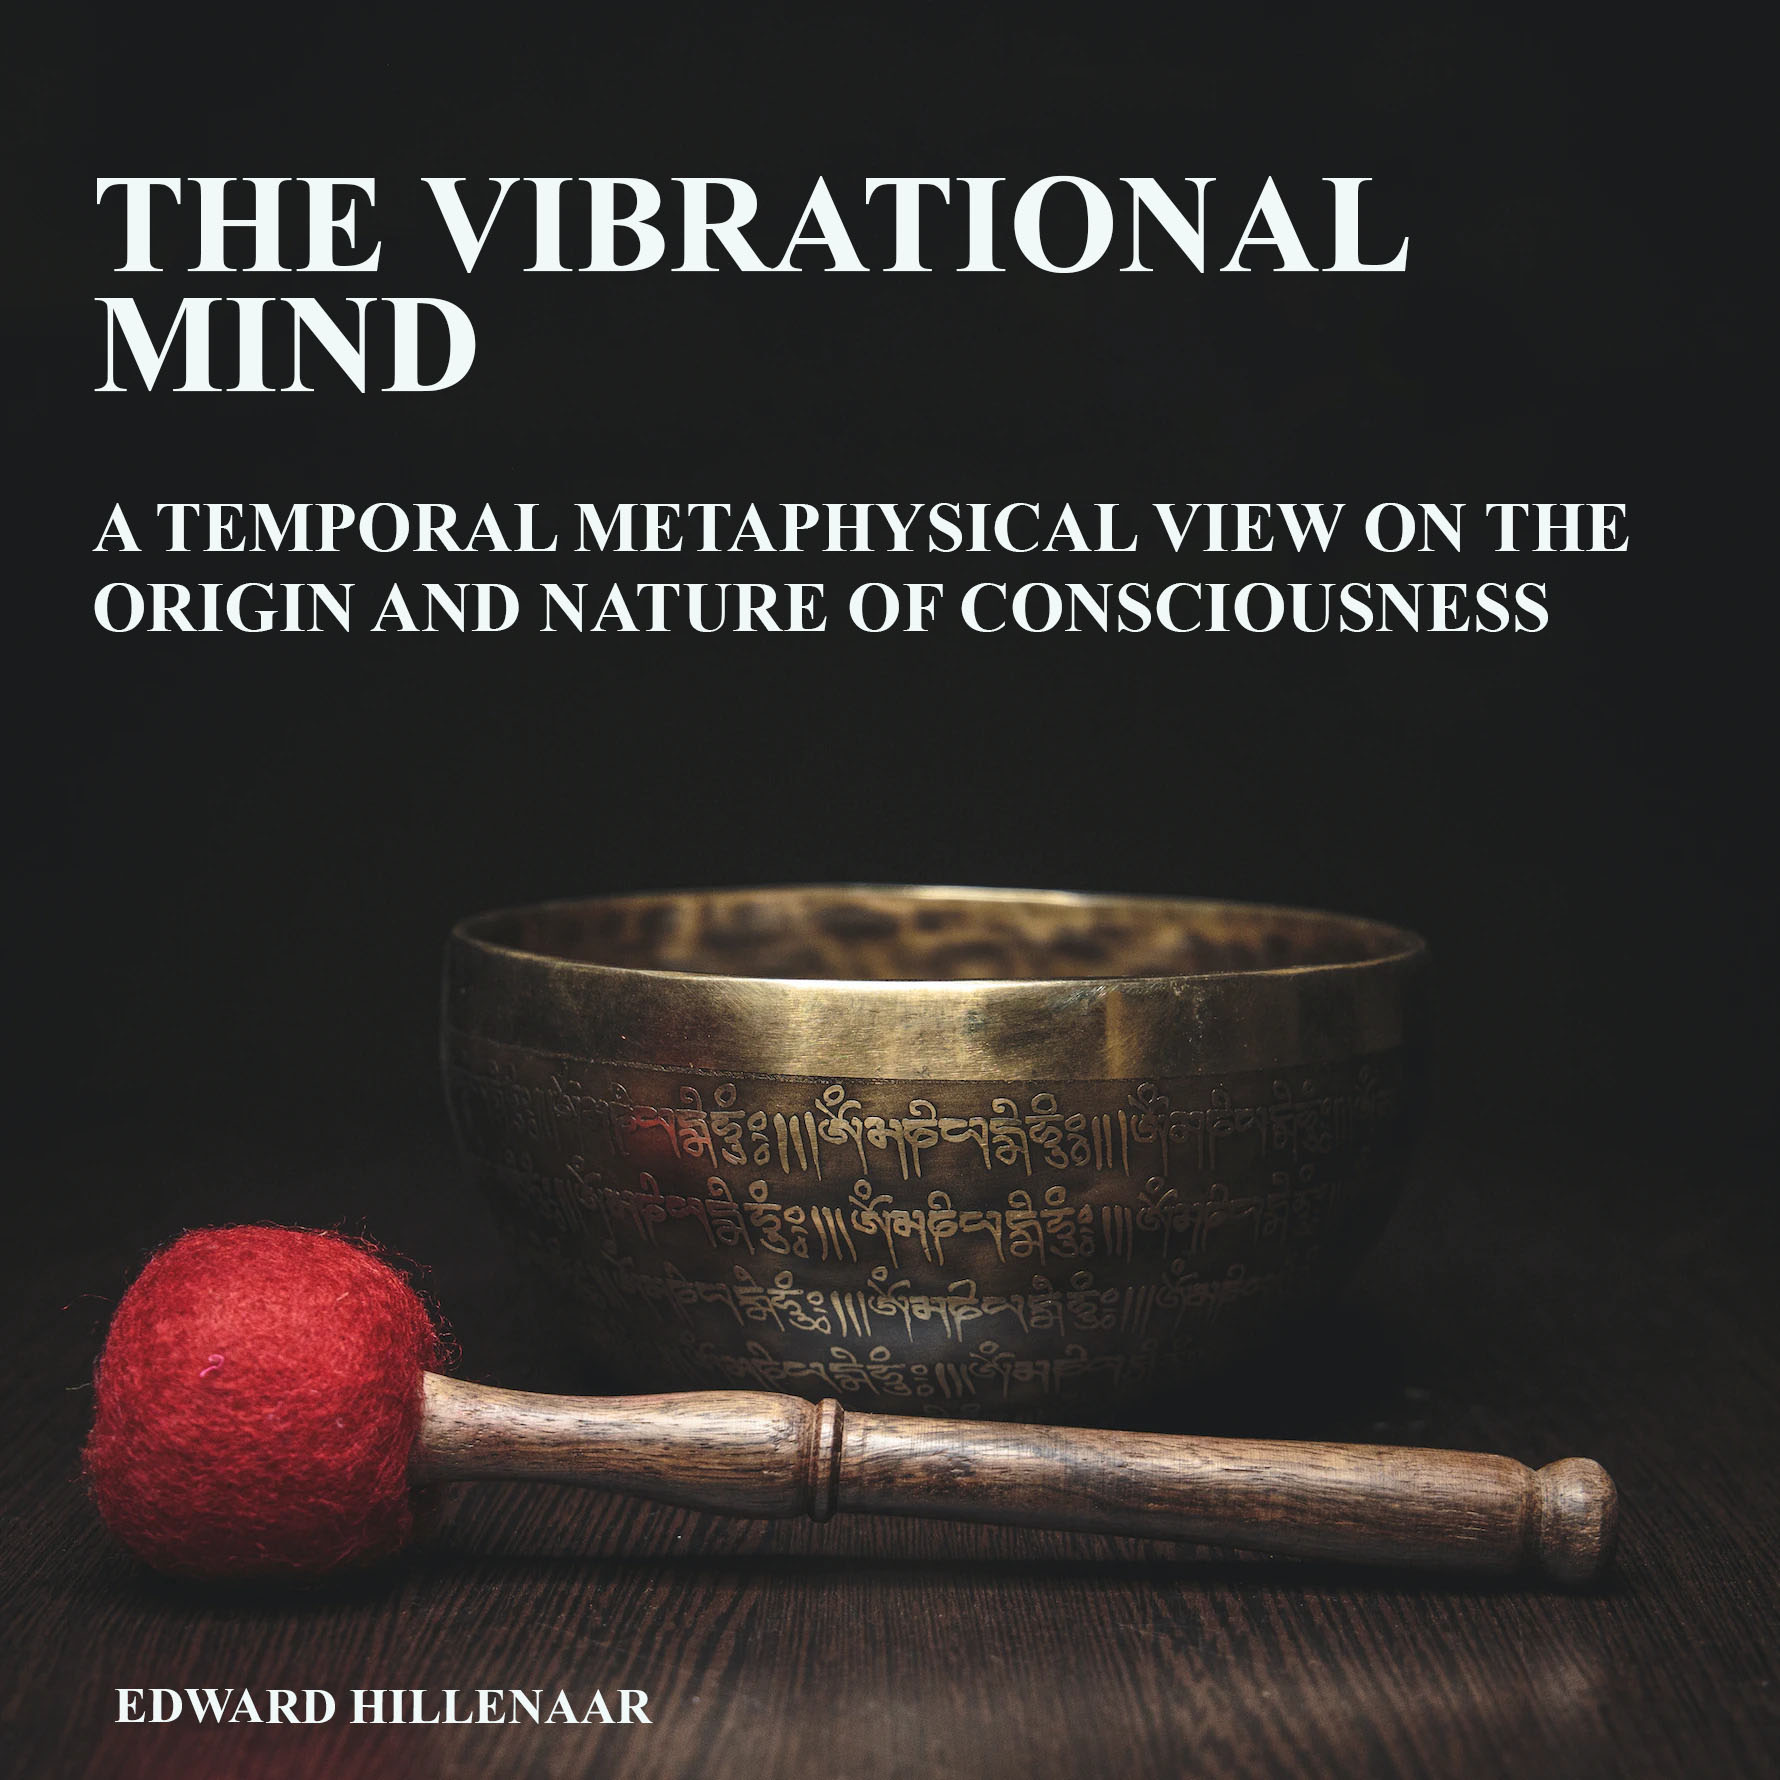 THE VIBRATIONAL
MIND
A TEMPORAL METAPHYSICAL VIEW ON THE
ORIGIN AND NATURE OF CONSCIOUSNESS
EDWARD HILLENAAR